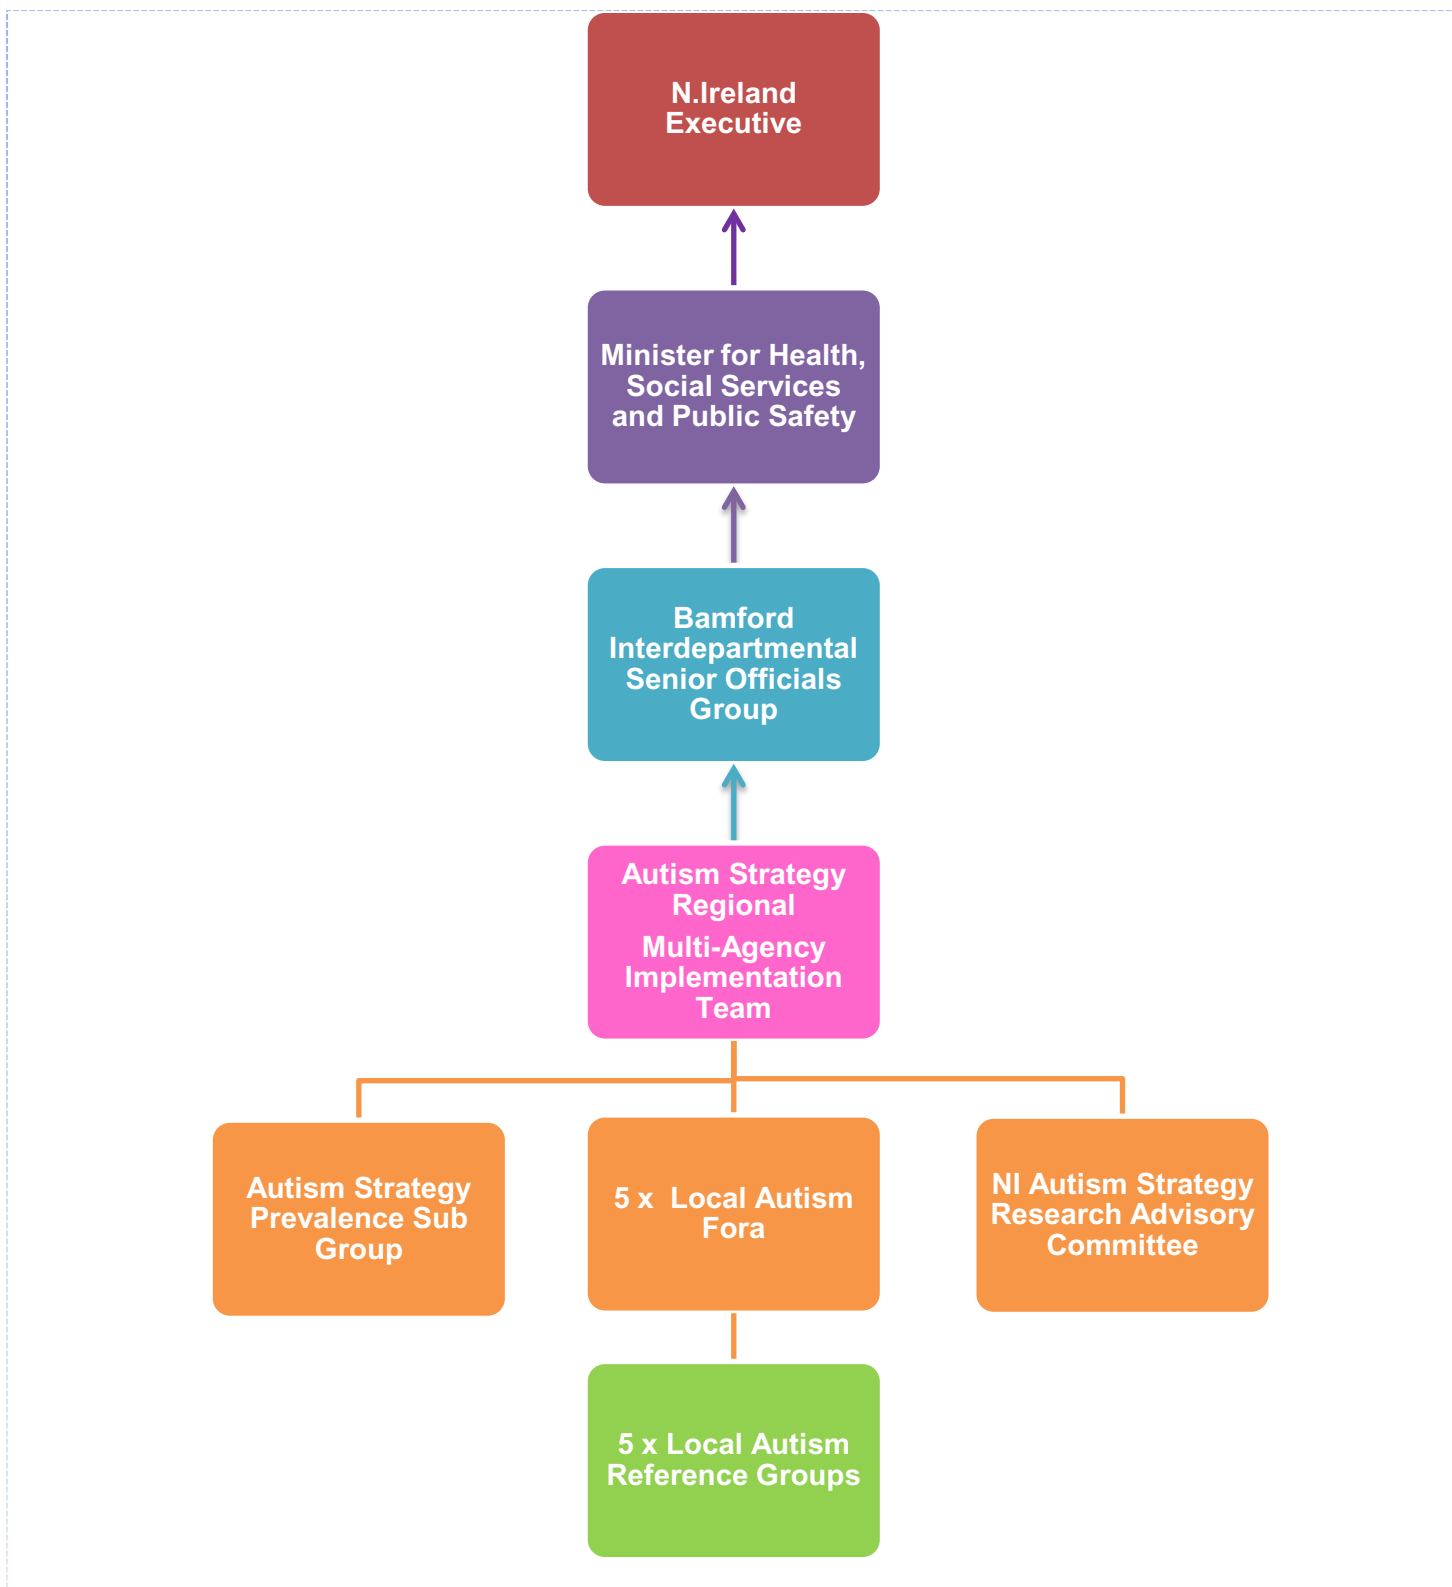 N.Ireland
Executive
Minister for Health,
Social Services
and Public Safety
Bamford
Interdepartmental
Senior Officials
Group
Autism Strategy
Regional
Multi-Agency
Implementation
Team
Autism Strategy
Prevalence Sub
Group
5 x  Local Autism
Fora
NI Autism Strategy
Research Advisory
Committee
5 x Local Autism
Reference Groups